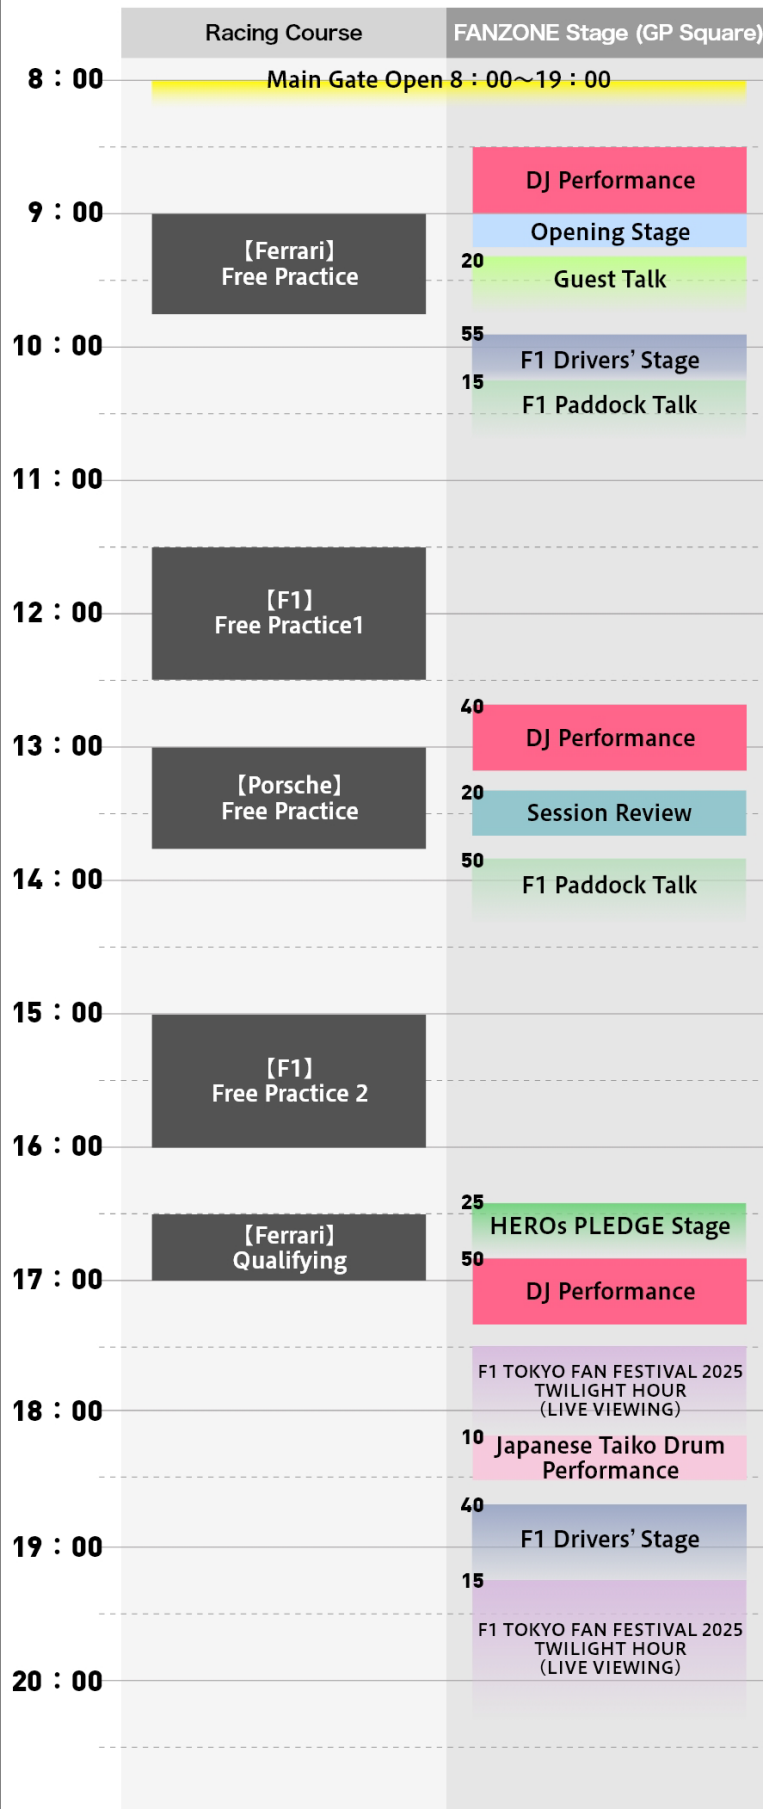 Racing Course
FANZONE Stage (GP Square)
8：00
Main Gate Open 8：00～19：00
DJ Performance
9：00
Opening Stage
【Ferrari】
Free Practice
20
Guest Talk
55
10：00
F1 Drivers’ Stage
15
F1 Paddock Talk
11：00
【F1】
Free Practice1
12：00
40
DJ Performance
13：00
【Porsche】
Free Practice
20
Session Review
50
14：00
F1 Paddock Talk
15：00
【F1】
Free Practice 2
16：00
25
HEROs PLEDGE Stage
【Ferrari】
Qualifying
50
17：00
DJ Performance
F1 TOKYO FAN FESTIVAL 2025
TWILIGHT HOUR
（LIVE VIEWING）
18：00
10
Japanese Taiko Drum
Performance
40
F1 Drivers’ Stage
19：00
15
F1 TOKYO FAN FESTIVAL 2025
TWILIGHT HOUR
（LIVE VIEWING）
20：00